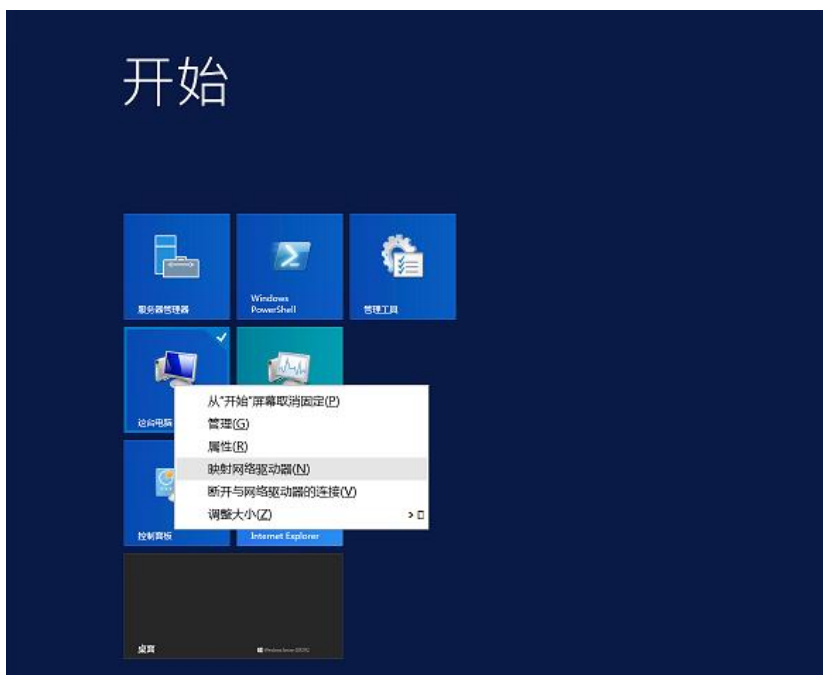 开始
服务器管理器
Windows
PowerShell
管理工具
这台电脑
从"开始"屏幕取消固定(P)
管理(G)
属性(R)
映射网络驱动器(N)
断开与网络驱动器的连接(V)
调整大小(Z)
控制面板
Internet Explorer
桌面